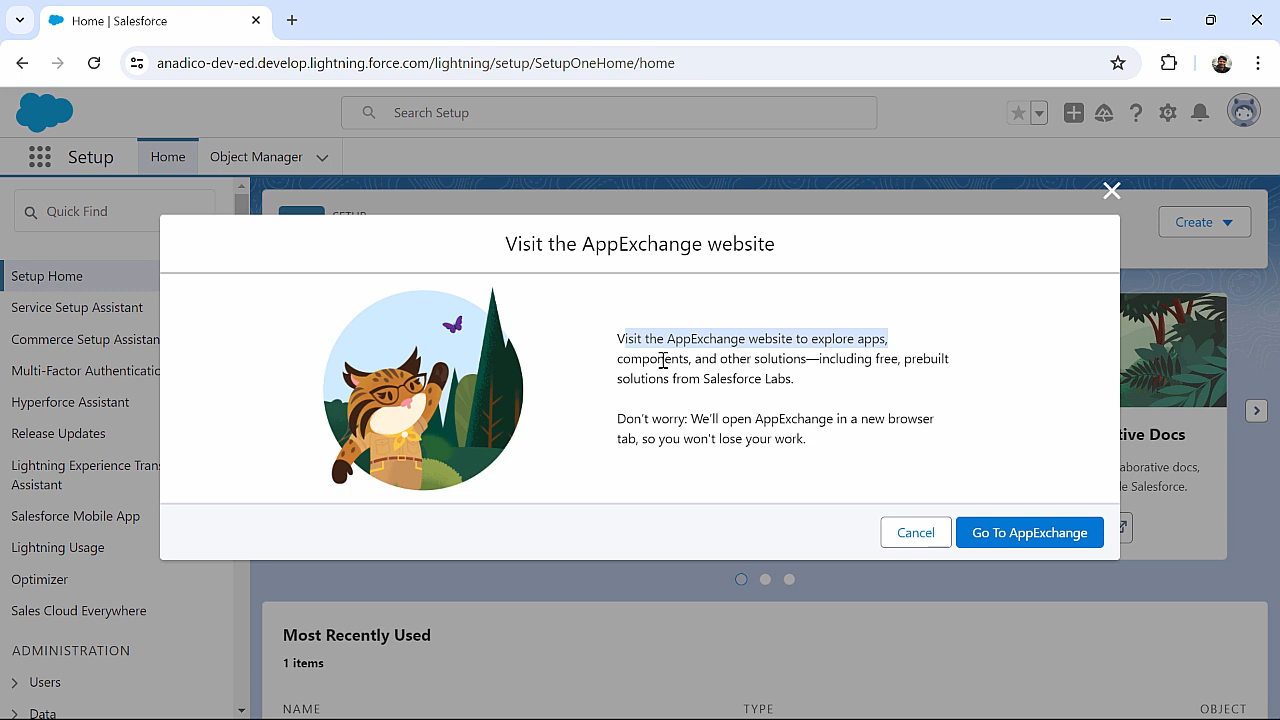 Home | Salesforce
anadico-dev-ed.develop.lightning.force.com/lightning/setup/SetupOneHome/home
Search Setup
Setup
Home
Object Manager
Quick Find
SETUP
Create
Visit the AppExchange website
Setup Home
Service Setup Assistant
Commerce Setup Assistan
Multi-Factor Authenticatio
Hyperforce Assistant
Release Updates
Lightning Experience Tran
Assistant
Salesforce Mobile App
Lightning Usage
Optimizer
Sales Cloud Everywhere
ADMINISTRATION
Users
Data
Visit the AppExchange website to explore apps,
components, and other solutions—including free, prebuilt
solutions from Salesforce Labs.
Don't worry: We'll open AppExchange in a new browser
tab, so you won't lose your work.
tive Docs
aborative docs,
e Salesforce.
Cancel
Go To AppExchange
Most Recently Used
1 items
NAME
TYPE
OBJECT